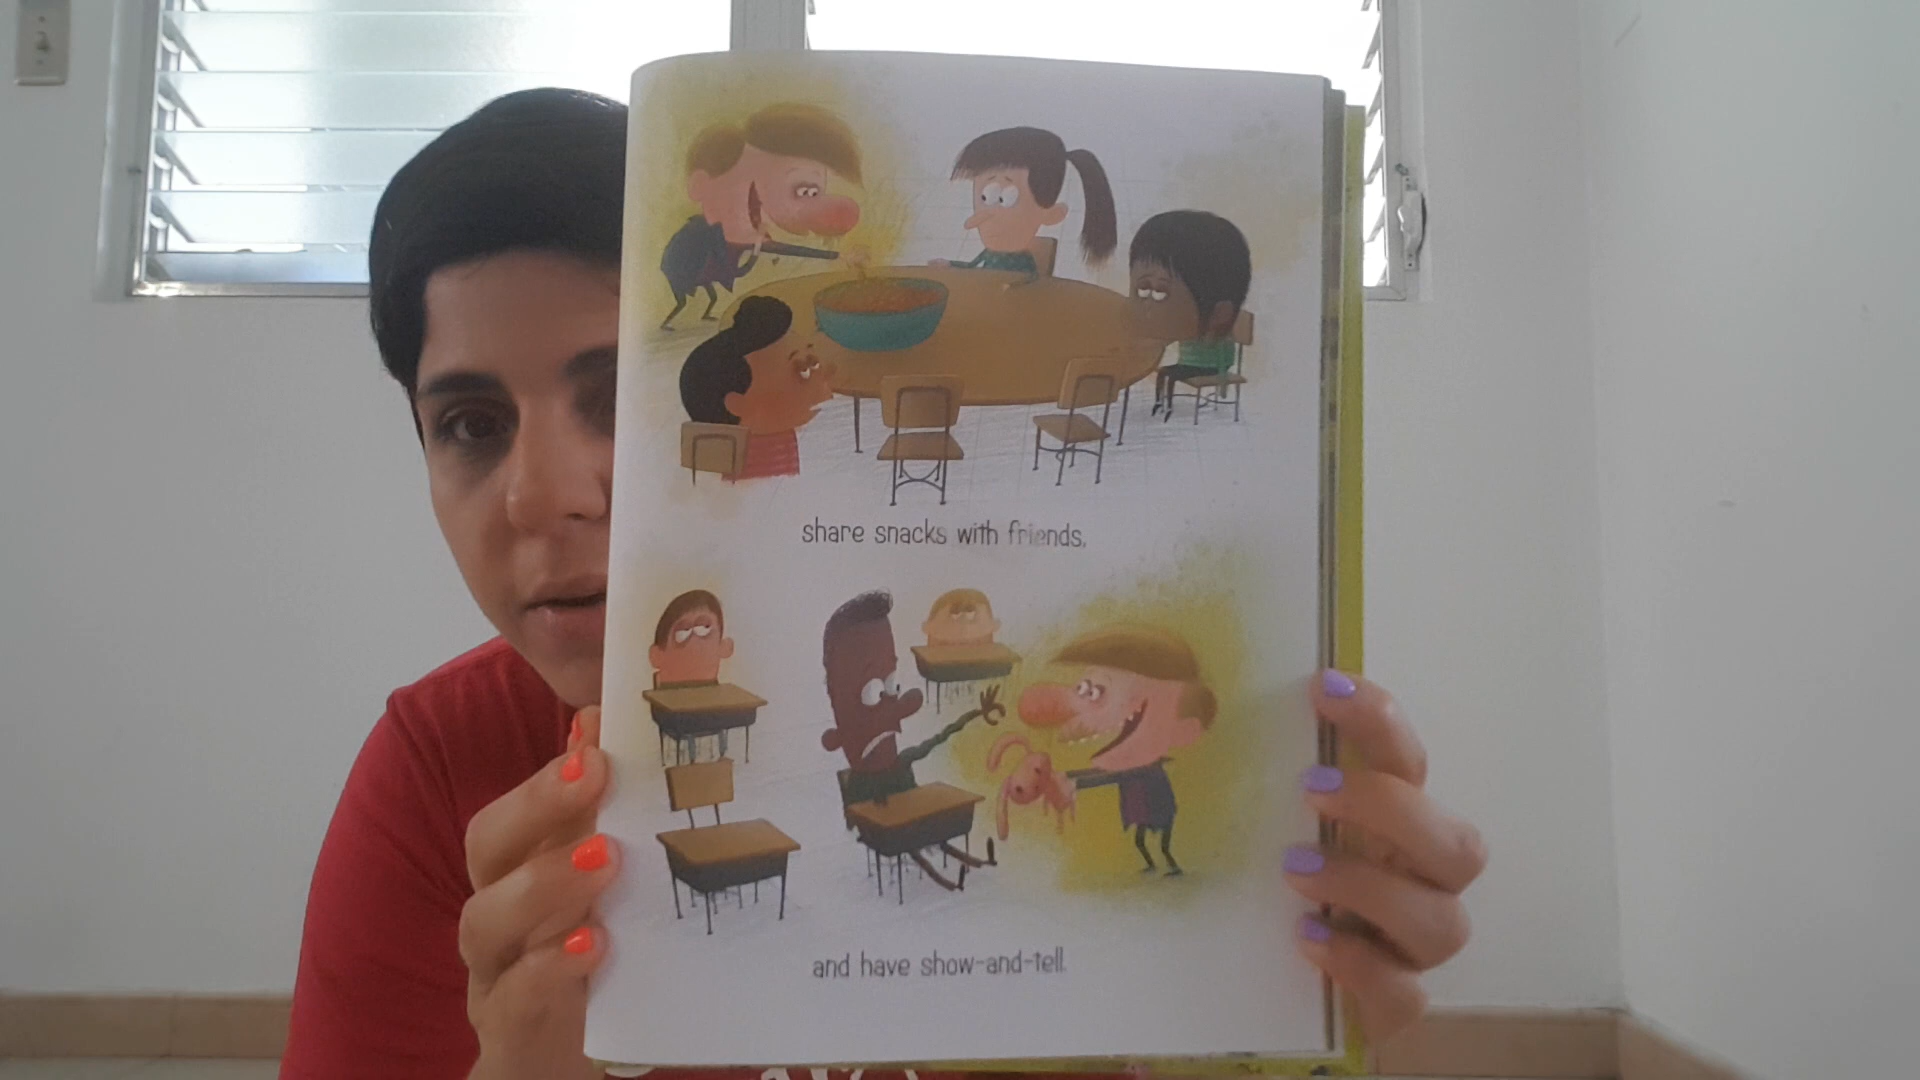 share snacks with friends,
and have show-and-tell.